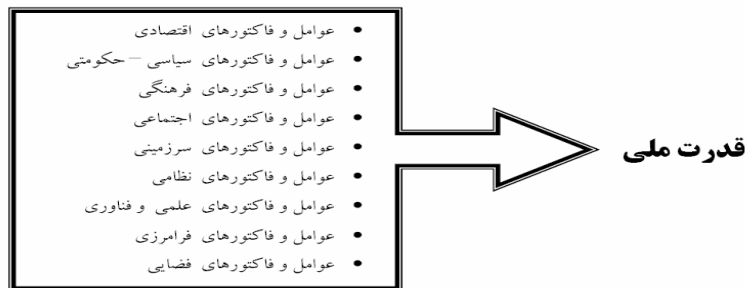 • عوامل و فاکتورهای اقتصادی
• عوامل و فاکتورهای سیاسی – حکومتی
• عوامل و فاکتورهای فرهنگی
• عوامل و فاکتورهای اجتماعی
• عوامل و فاکتورهای سرزمینی
• عوامل و فاکتورهای نظامی
• عوامل و فاکتورهای علمی و فناوری
• عوامل و فاکتورهای فرامرزی
• عوامل و فاکتورهای فضایی
قدرت ملی